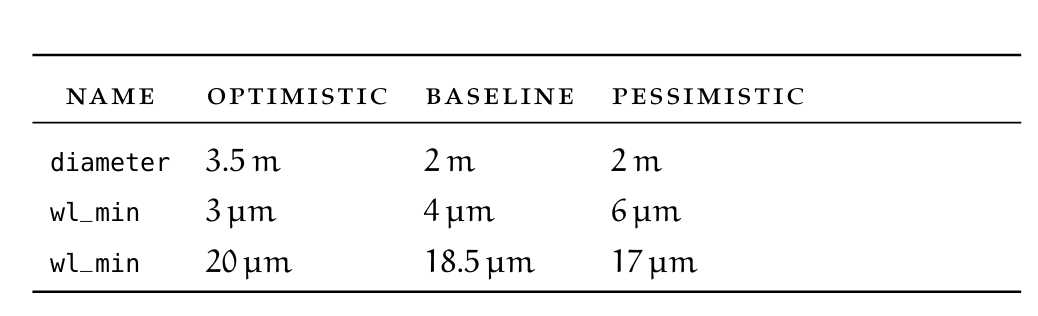 NAME OPTIMISTIC BASELINE PESSIMISTIC
diameter 3.5 m 2 m 2 m
wl_min 3 µm 4 µm 6 µm
wl_min 20 µm 18.5 µm 17 µm